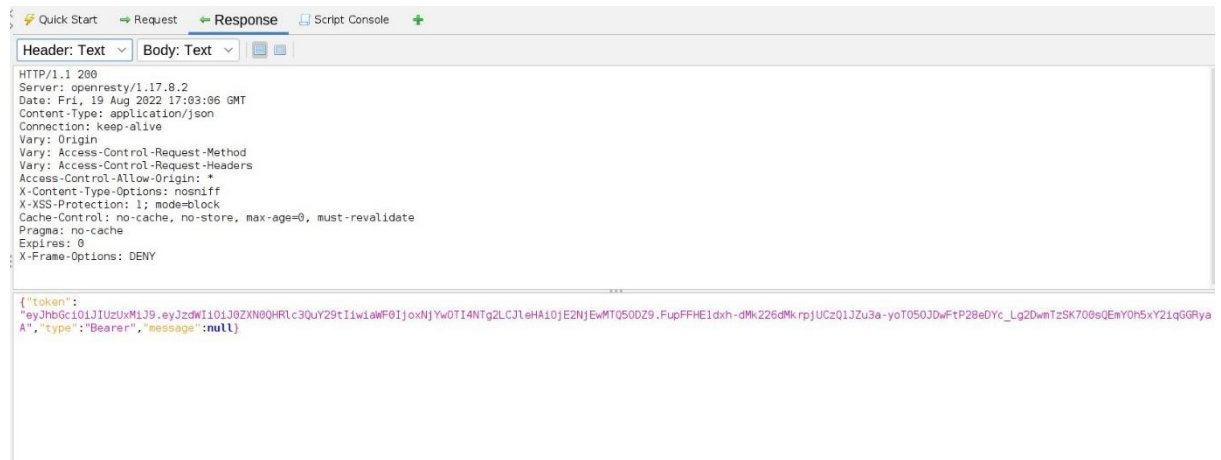 Quick Start Request Response Script Console
Header: Text Body: Text
HTTP/1.1 200
Server: openresty/1.17.8.2
Date: Fri, 19 Aug 2022 17:03:06 GMT
Content-Type: application/json
Connection: keep-alive
Vary: Origin
Vary: Access-Control-Request-Method
Vary: Access-Control-Request-Headers
Access-Control-Allow-Origin: *
X-Content-Type-Options: nosniff
X-XSS-Protection: 1; mode=block
Cache-Control: no-cache, no-store, max-age=0, must-revalidate
Pragma: no-cache
Expires: 0
X-Frame-Options: DENY
{"token":
"eyJhbGciOiJIUzUxMiJ9.eyJzdWIiOiJ0ZXN0QHRlc3QuY29tIiwiaWF0IjoxNjYwOTI4NTg2LCJleHAiOjE2NjEwMTQ5ODZ9.FupFFHE1dxh-dMk226dMkrpjUCzQ1JZu3a-yoTO5OJDwFtP28eDYc_Lg2DwmTzSK7O0sQEmYOh5xY2iqGGRya
A","type":"Bearer","message":null}